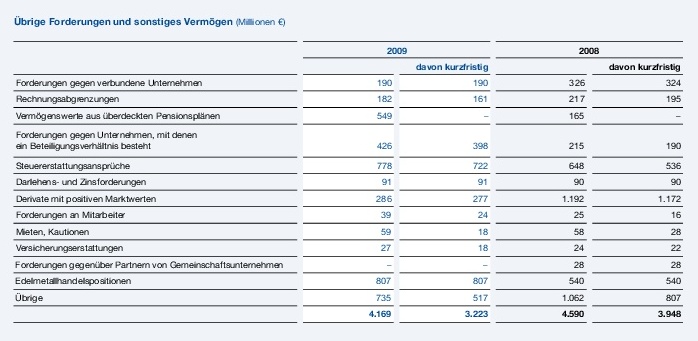 Übrige Forderungen und sonstiges Vermögen (Millionen €)
2009 2008
davon kurzfristig davon kurzfristig
Forderungen gegen verbundene Unternehmen 190 190 326 324
Rechnungsabgrenzungen 182 161 217 195
Vermögenswerte aus überdeckten Pensionsplänen 549 – 165 –
Forderungen gegen Unternehmen, mit denen
ein Beteiligungsverhältnis besteht 426 398 215 190
Steuererstattungsansprüche 778 722 648 536
Darlehens- und Zinsforderungen 91 91 90 90
Derivate mit positiven Marktwerten 286 277 1.192 1.172
Forderungen an Mitarbeiter 39 24 25 16
Mieten, Kautionen 59 18 58 28
Versicherungserstattungen 27 18 24 22
Forderungen gegenüber Partnern von Gemeinschaftsunternehmen – – 28 28
Edelmetallhandelspositionen 807 807 540 540
Übrige 735 517 1.062 807
4.169 3.223 4.590 3.948